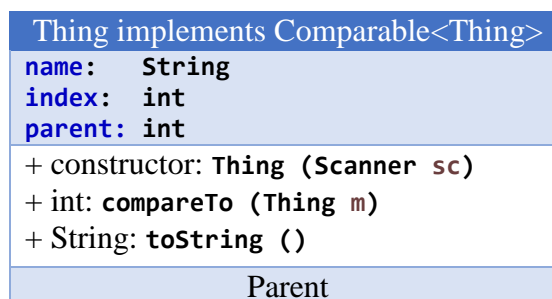 Thing implements Comparable<Thing>
name: String
index: int
parent: int
+ constructor: Thing (Scanner sc)
+ int: compareTo (Thing m)
+ String: toString ()
Parent